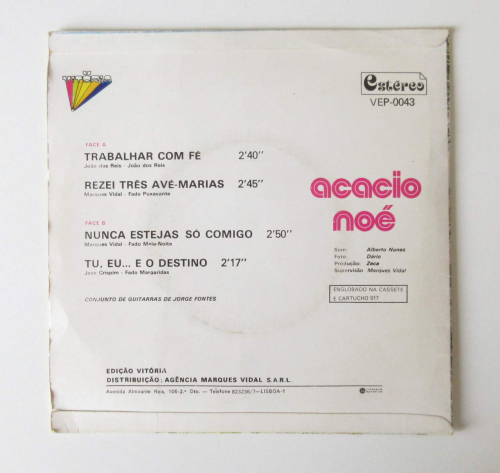 VITÓRIA
estéreo
VEP-0043
FACE A
TRABALHAR COM FÉ 2'40''
João dos Reis - João dos Reis
REZEI TRÊS AVÉ-MARIAS 2'45''
Marques Vidal - Fado Puxavante
FACE B
NUNCA ESTEJAS SÓ COMIGO 2'50''
Marques Vidal - Fado Meia-Noite
TU, EU... E O DESTINO 2'17''
José Crispim - Fado Margaridas
acacio
noé
Som: Alberto Nunes
Foto: Dário
Produção: Zeca
Supervisão Marques Vidal
ENGLOBADO NA CASSETE
E CARTUCHO 017
CONJUNTO DE GUITARRAS DE JORGE FONTES
EDIÇÃO VITÓRIA
DISTRIBUIÇÃO: AGÊNCIA MARQUES VIDAL S.A.R.L.
Avenida Almirante Reis, 106-2.º Dto. — Telefone 823236/7—LISBOA-1